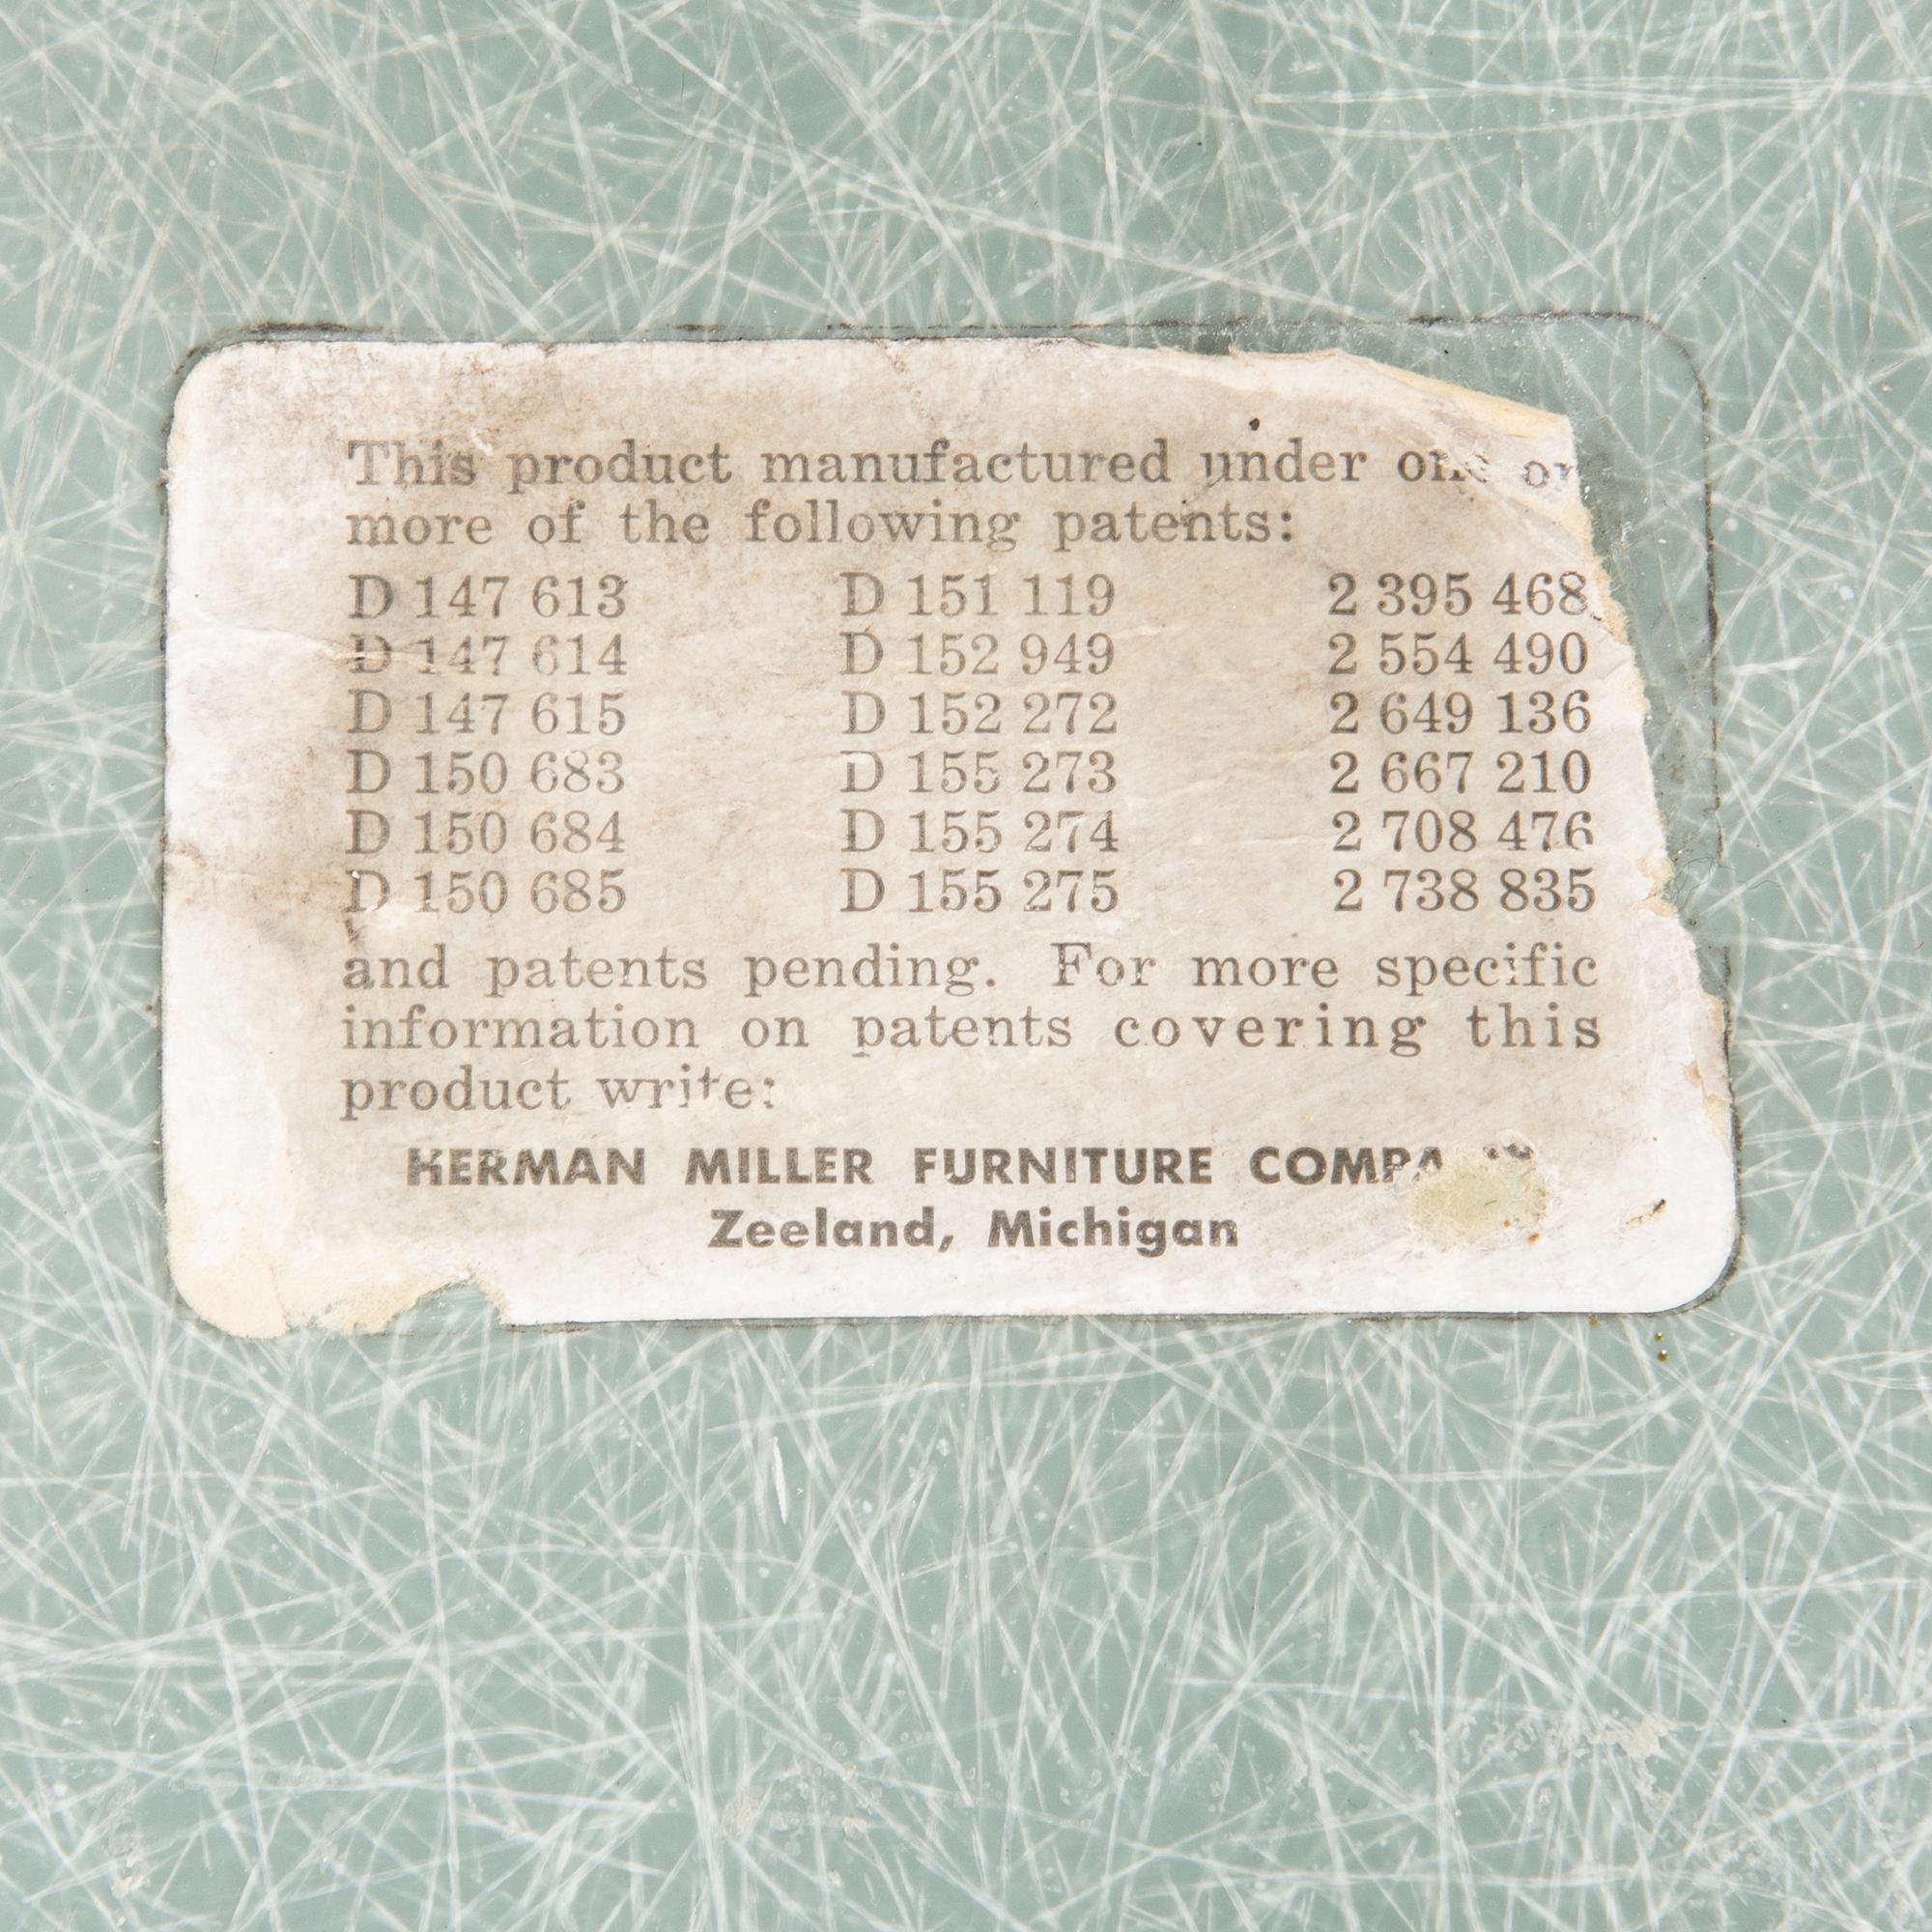 This product manufactured under one or
more of the following patents:
D 147 613 D 151 119 2 395 468
D 147 614 D 152 949 2 554 490
D 147 615 D 152 272 2 649 136
D 150 683 D 155 273 2 667 210
D 150 684 D 155 274 2 708 476
D 150 685 D 155 275 2 738 835
and patents pending. For more specific
information on patents covering this
product write:
HERMAN MILLER FURNITURE
Zeeland, Michigan